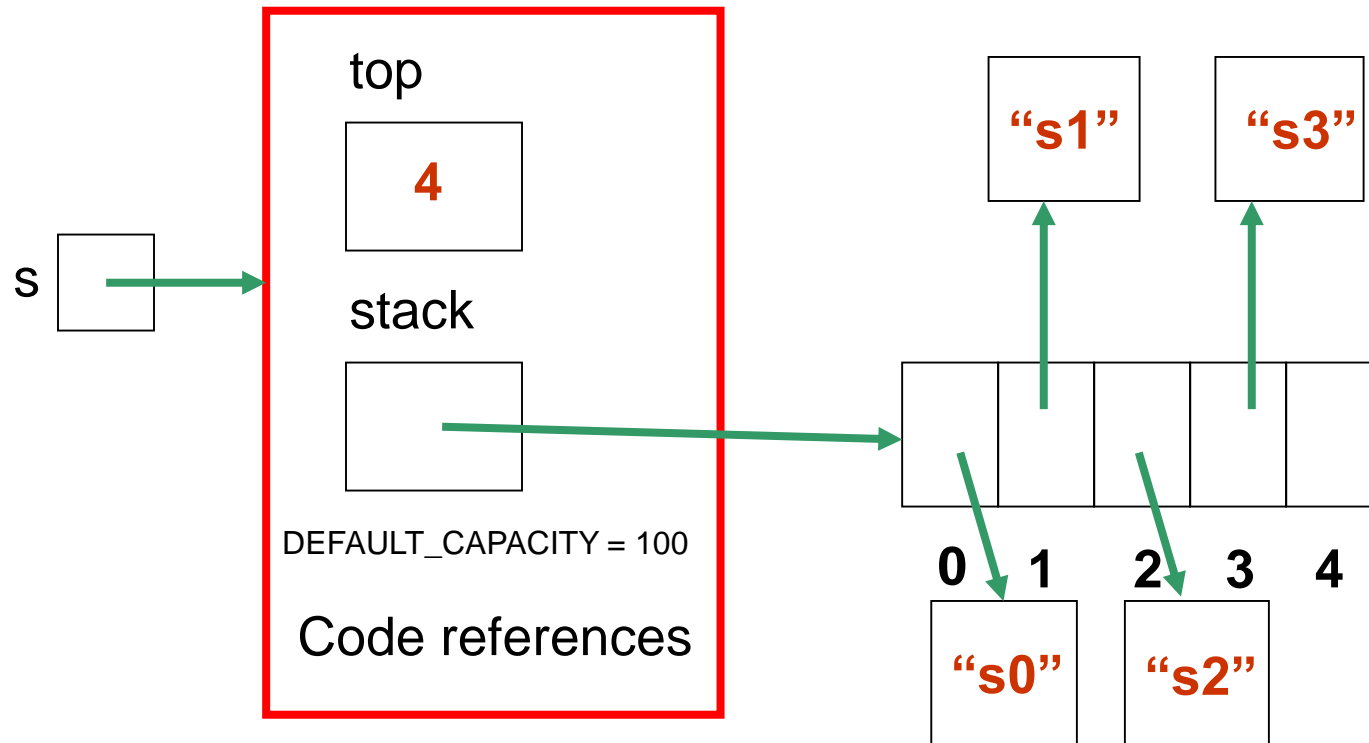 top
4
s
stack
DEFAULT_CAPACITY = 100
Code references
“s1” “s3”
0 1 2 3 4
“s0” “s2”